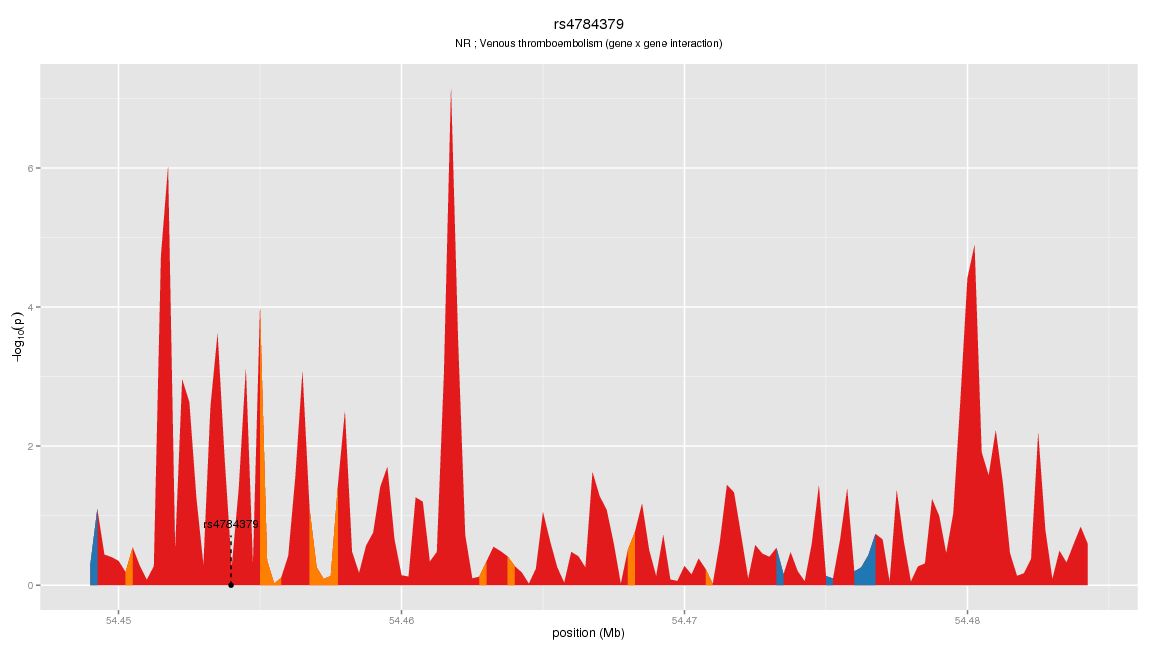 rs4784379
NR ; Venous thromboembolism (gene x gene interaction)
−log10(p)
6
4
2
0
rs4784379
54.45
54.46
54.47
54.48
position (Mb)